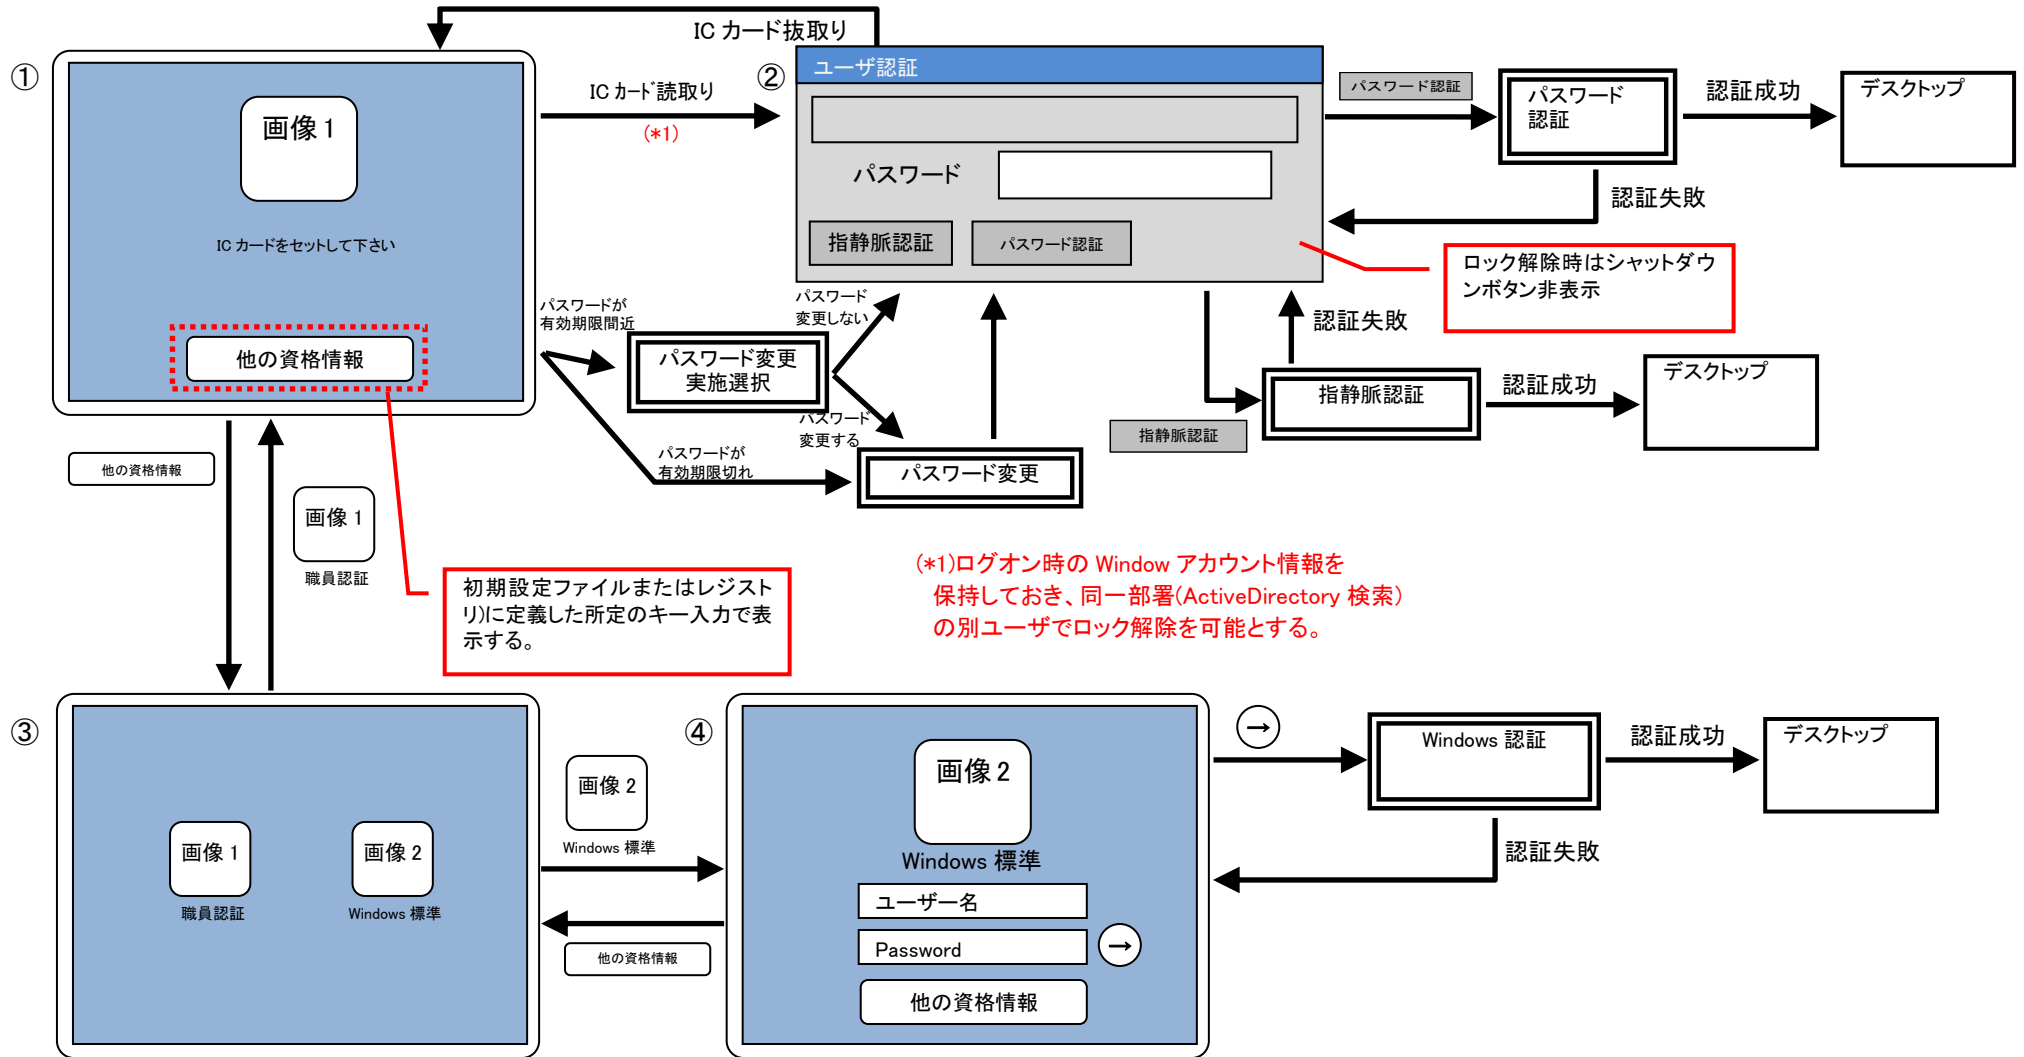 IC カード抜取り
①
画像 1
IC カードをセットして下さい
他の資格情報
IC カード読取り
(*1)
②
ユーザ認証
パスワード
指静脈認証
パスワード認証
パスワード認証
パスワード
認証
認証成功
デスクトップ
認証失敗
ロック解除時はシャットダウ
ンボタン非表示
パスワードが
有効期限間近
パスワード変更
実施選択
パスワード
変更しない
パスワード
変更する
パスワードが
有効期限切れ
パスワード変更
認証失敗
指静脈認証
指静脈認証
認証成功
デスクトップ
他の資格情報
画像 1
職員認証
初期設定ファイルまたはレジスト
リ)に定義した所定のキー入力で表
示する。
(*1)ログオン時の Window アカウント情報を
保持しておき、同一部署(ActiveDirectory 検索)
の別ユーザでロック解除を可能とする。
③
画像 1
職員認証
画像 2
Windows 標準
画像 2
Windows 標準
他の資格情報
④
画像 2
Windows 標準
ユーザー名
Password
→
他の資格情報
→
Windows 認証
認証成功
デスクトップ
認証失敗